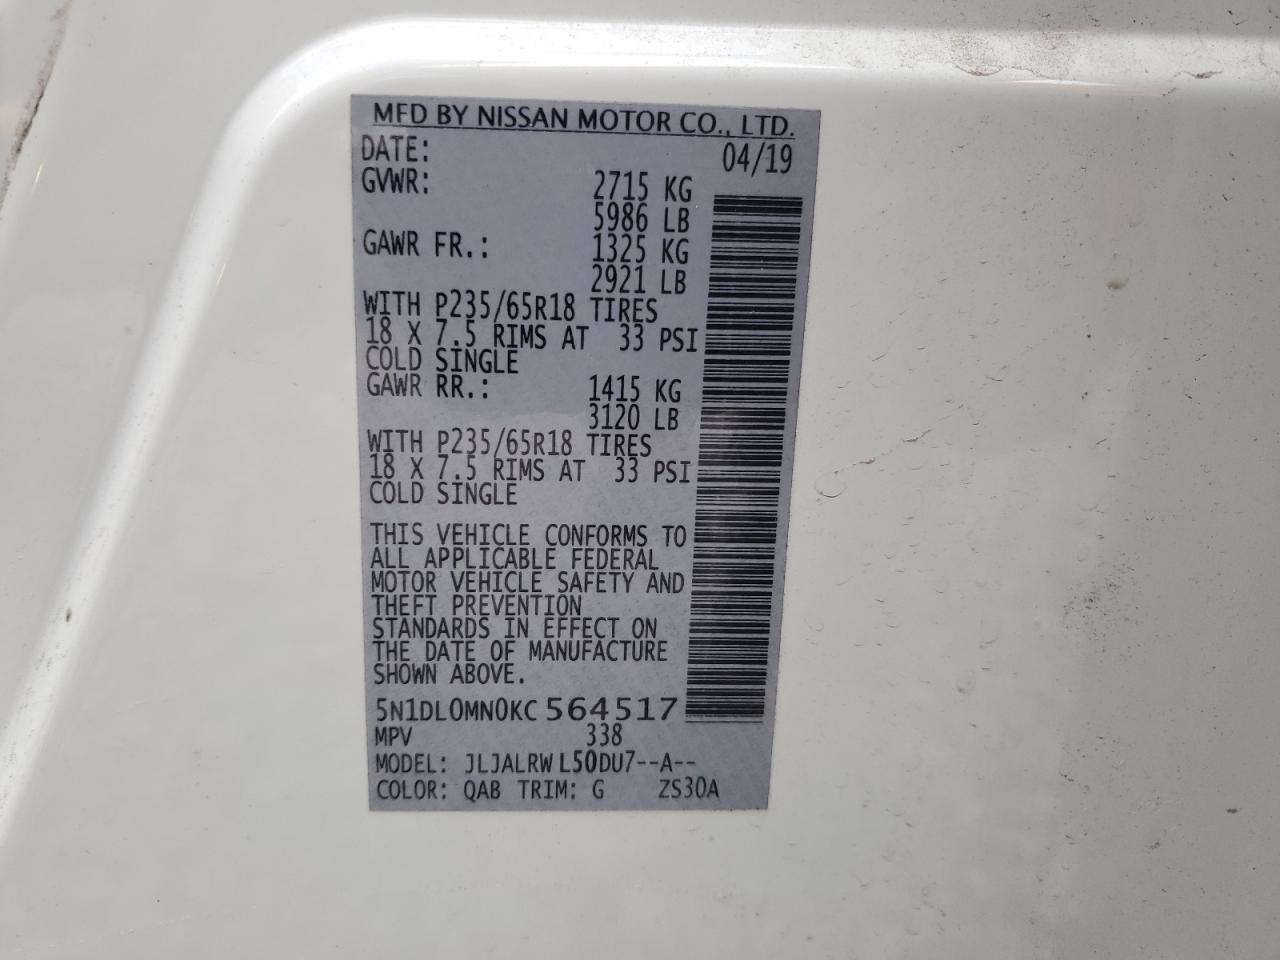 MFD BY NISSAN MOTOR CO., LTD.
DATE: 04/19
GVWR: 2715 KG
5986 LB
GAWR FR.: 1325 KG
2921 LB
WITH P235/65R18 TIRES
18 X 7.5 RIMS AT 33 PSI
COLD SINGLE
GAWR RR.: 1415 KG
3120 LB
WITH P235/65R18 TIRES
18 X 7.5 RIMS AT 33 PSI
COLD SINGLE
THIS VEHICLE CONFORMS TO
ALL APPLICABLE FEDERAL
MOTOR VEHICLE SAFETY AND
THEFT PREVENTION
STANDARDS IN EFFECT ON
THE DATE OF MANUFACTURE
SHOWN ABOVE.
5N1DL0MN0KC 564517
MPV 338
MODEL: JLJALRW L50DU7--A--
COLOR: QAB TRIM: G ZS30A